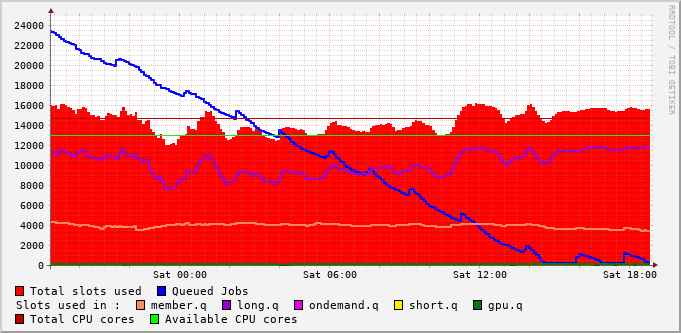 24000
22000
20000
18000
16000
14000
12000
10000
8000
6000
4000
2000
0
Sat 00:00 Sat 06:00 Sat 12:00 Sat 18:00
RRDTOOL / TOBI OETIKER
Total slots used Queued Jobs
Slots used in : member.q long.q ondemand.q short.q gpu.q
Total CPU cores Available CPU cores